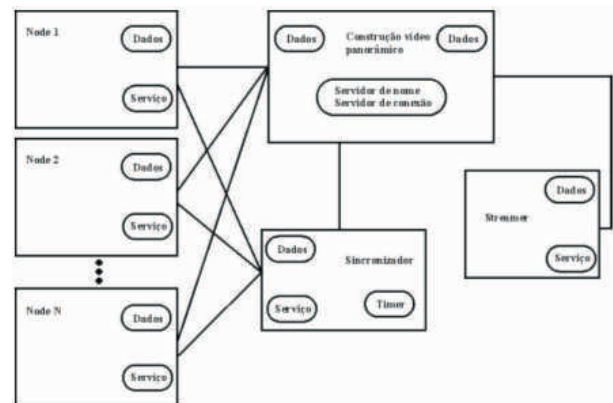 Node 1
Dados
Serviço
Node 2
Dados
Serviço
Node N
Dados
Serviço
Dados
Construção vídeo
panorâmico
Dados
Servidor de nome
Servidor de conexão
Dados
Sincronizador
Serviço
Timer
Dados
Streamer
Serviço